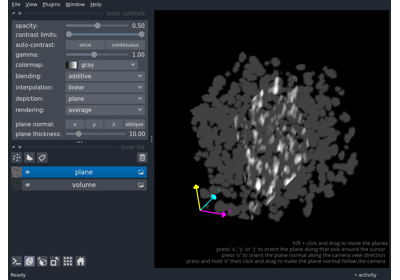 File View Plugins Window Help
layer controls
opacity: 0.50
contrast limits:
auto-contrast: once continuous
gamma: 1.00
colormap: gray
blending: additive
interpolation: linear
depiction: plane
rendering: average
plane normal: x y z oblique
plane thickness: 10.00
layer list
plane
volume
shift + click and drag to move the planes
press 'x', 'y' or 'z' to orient the plane along that axis around the cursor
press 'o' to orient the plane normal along the camera view direction
press and hold 'o' then click and drag to make the plane normal follow the camera
Ready activity